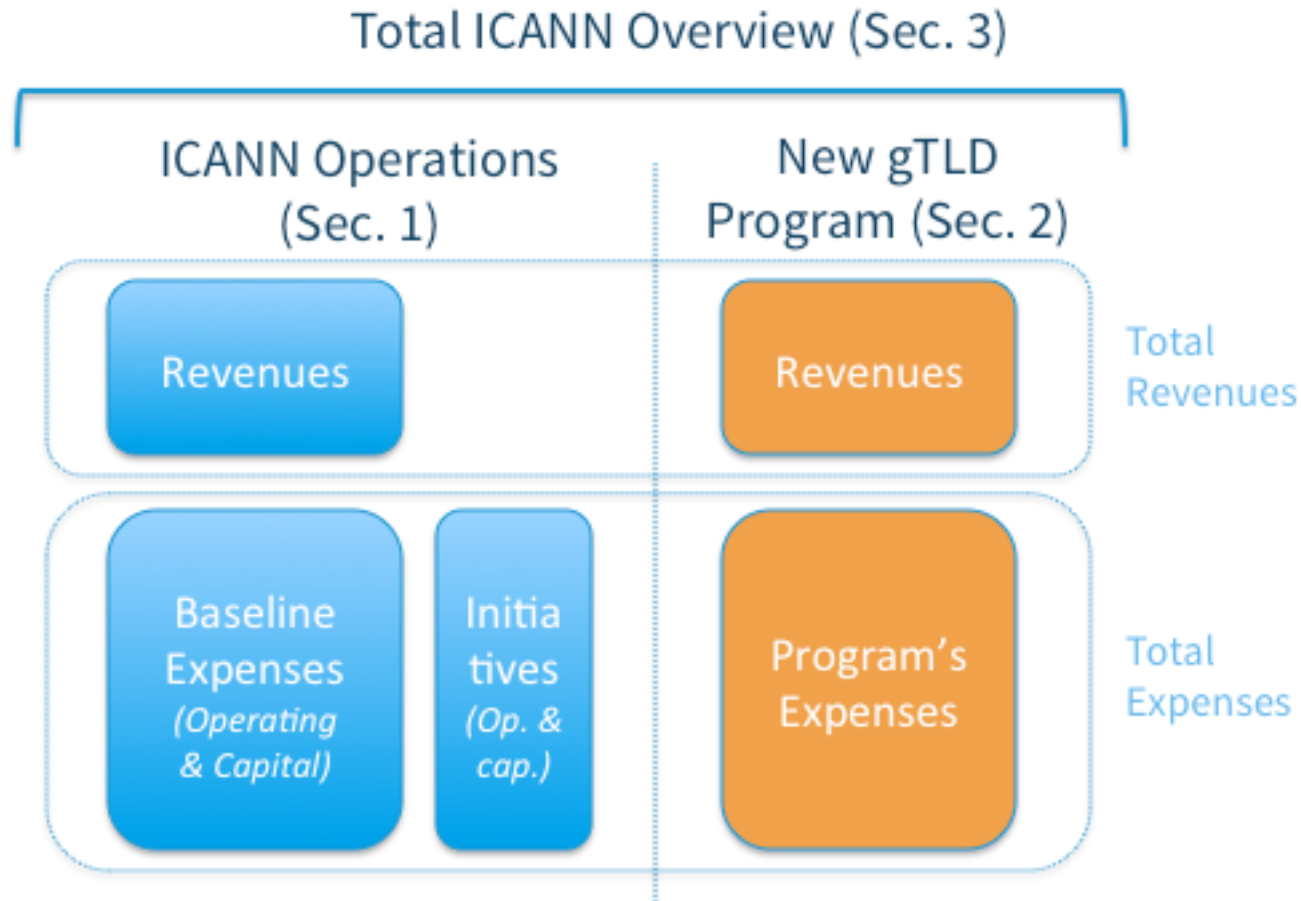 Total ICANN Overview (Sec. 3)
ICANN Operations
(Sec. 1)
New gTLD
Program (Sec. 2)
Revenues
Revenues
Total
Revenues
Baseline
Expenses
(Operating
& Capital)
Initia
tives
(Op. &
cap.)
Program’s
Expenses
Total
Expenses